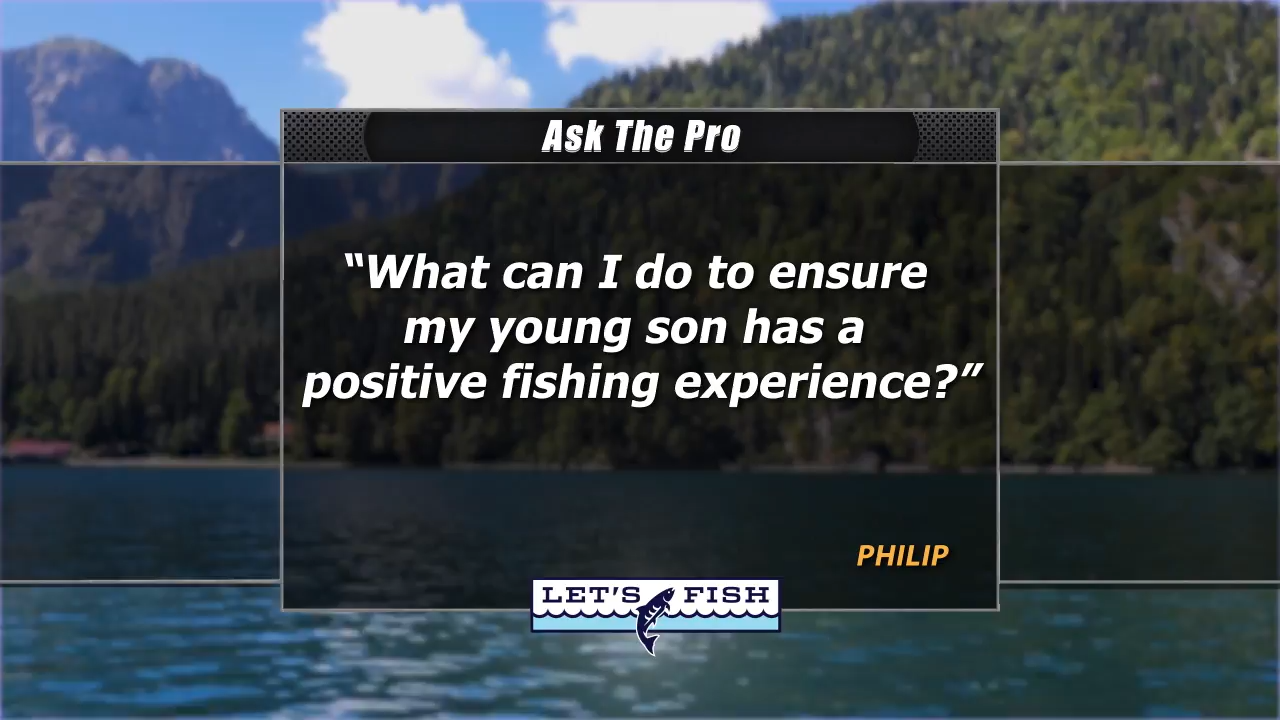 Ask The Pro
“What can I do to ensure
my young son has a
positive fishing experience?”
PHILIP
LET'S FISH